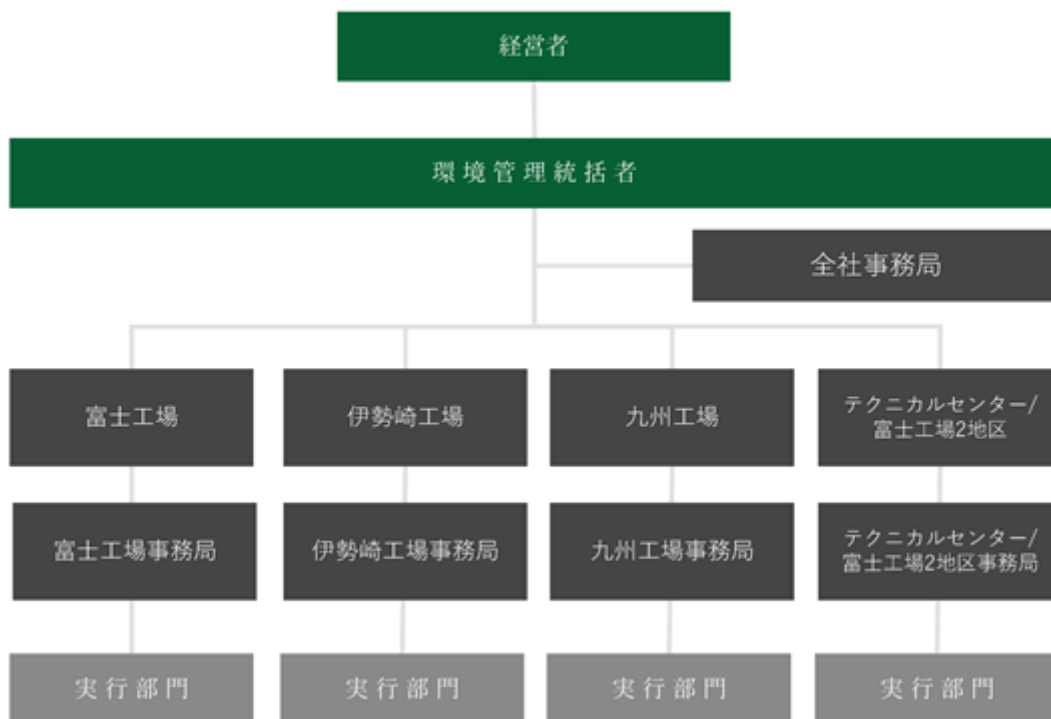 経営者
環境管理統括者
全社事務局
富士工場
伊勢崎工場
九州工場
テクニカルセンター/
富士工場2地区
富士工場事務局
伊勢崎工場事務局
九州工場事務局
テクニカルセンター/
富士工場2地区事務局
実行部門
実行部門
実行部門
実行部門